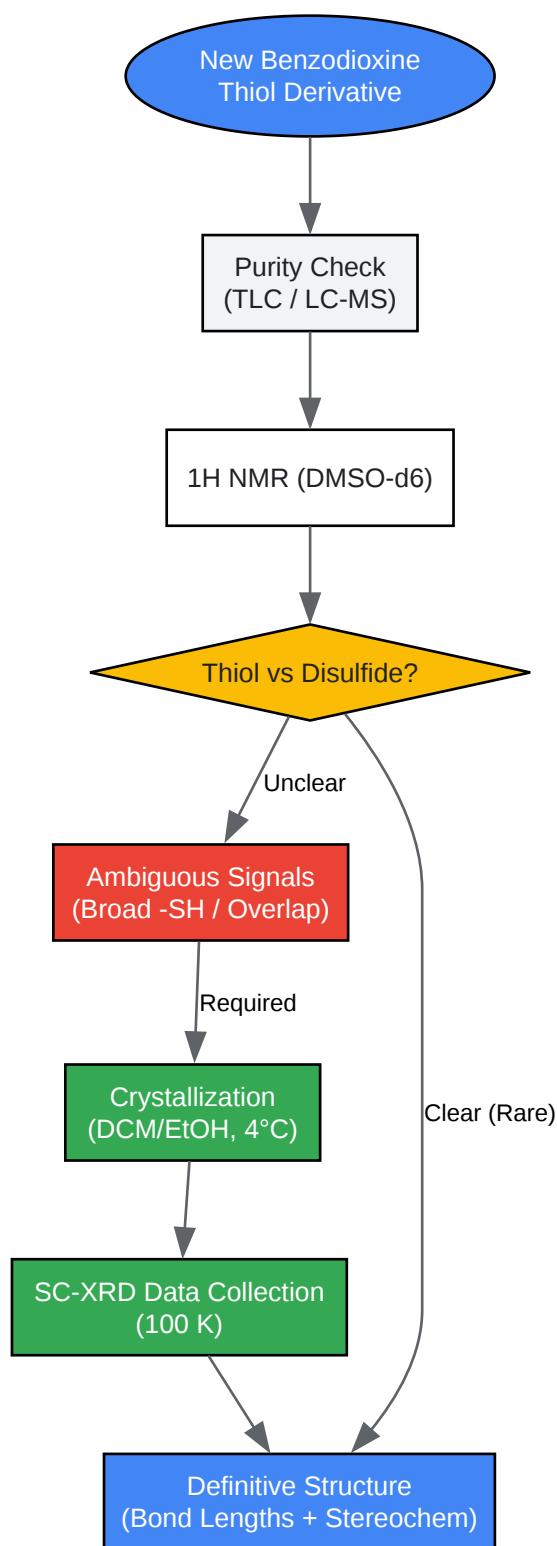 New Benzodioxine
Thiol Derivative
Purity Check
(TLC / LC-MS)
1H NMR (DMSO-d6)
Thiol vs Disulfide?
Unclear
Ambiguous Signals
(Broad -SH / Overlap)
Required
Crystallization
(DCM/EtOH, 4°C)
Clear (Rare)
SC-XRD Data Collection
(100 K)
Definitive Structure
(Bond Lengths + Stereochem)